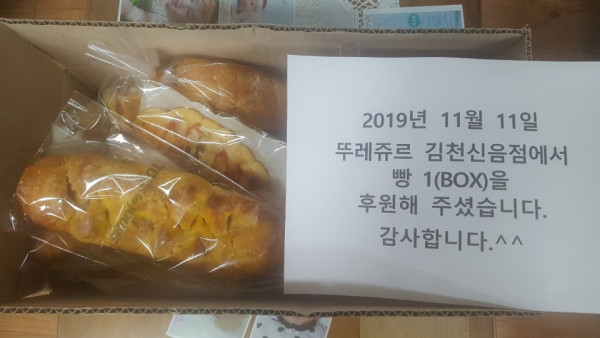 2019년 11월 11일
뚜레쥬르 김천신음점에서
빵 1(BOX)을
후원해 주셨습니다.
감사합니다.^^